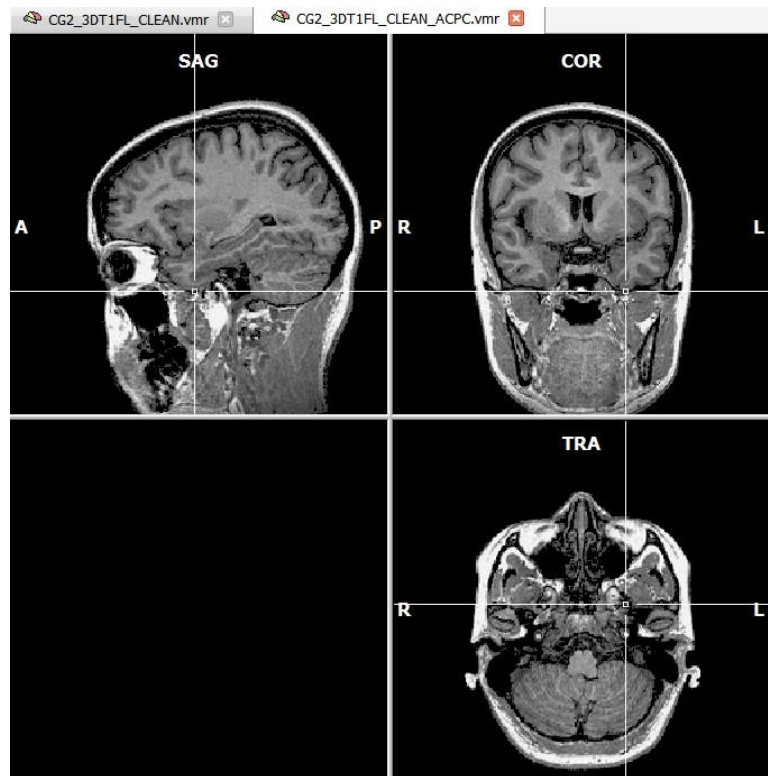 CG2_3DT1FL_CLEAN.vmr CG2_3DT1FL_CLEAN_ACPC.vmr
SAG
COR
A
P
R
L
TRA
R
L